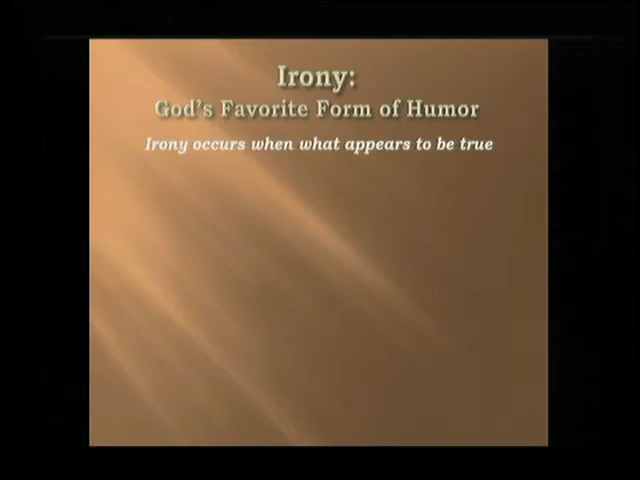 Irony:
God's Favorite Form of Humor
Irony occurs when what appears to be true